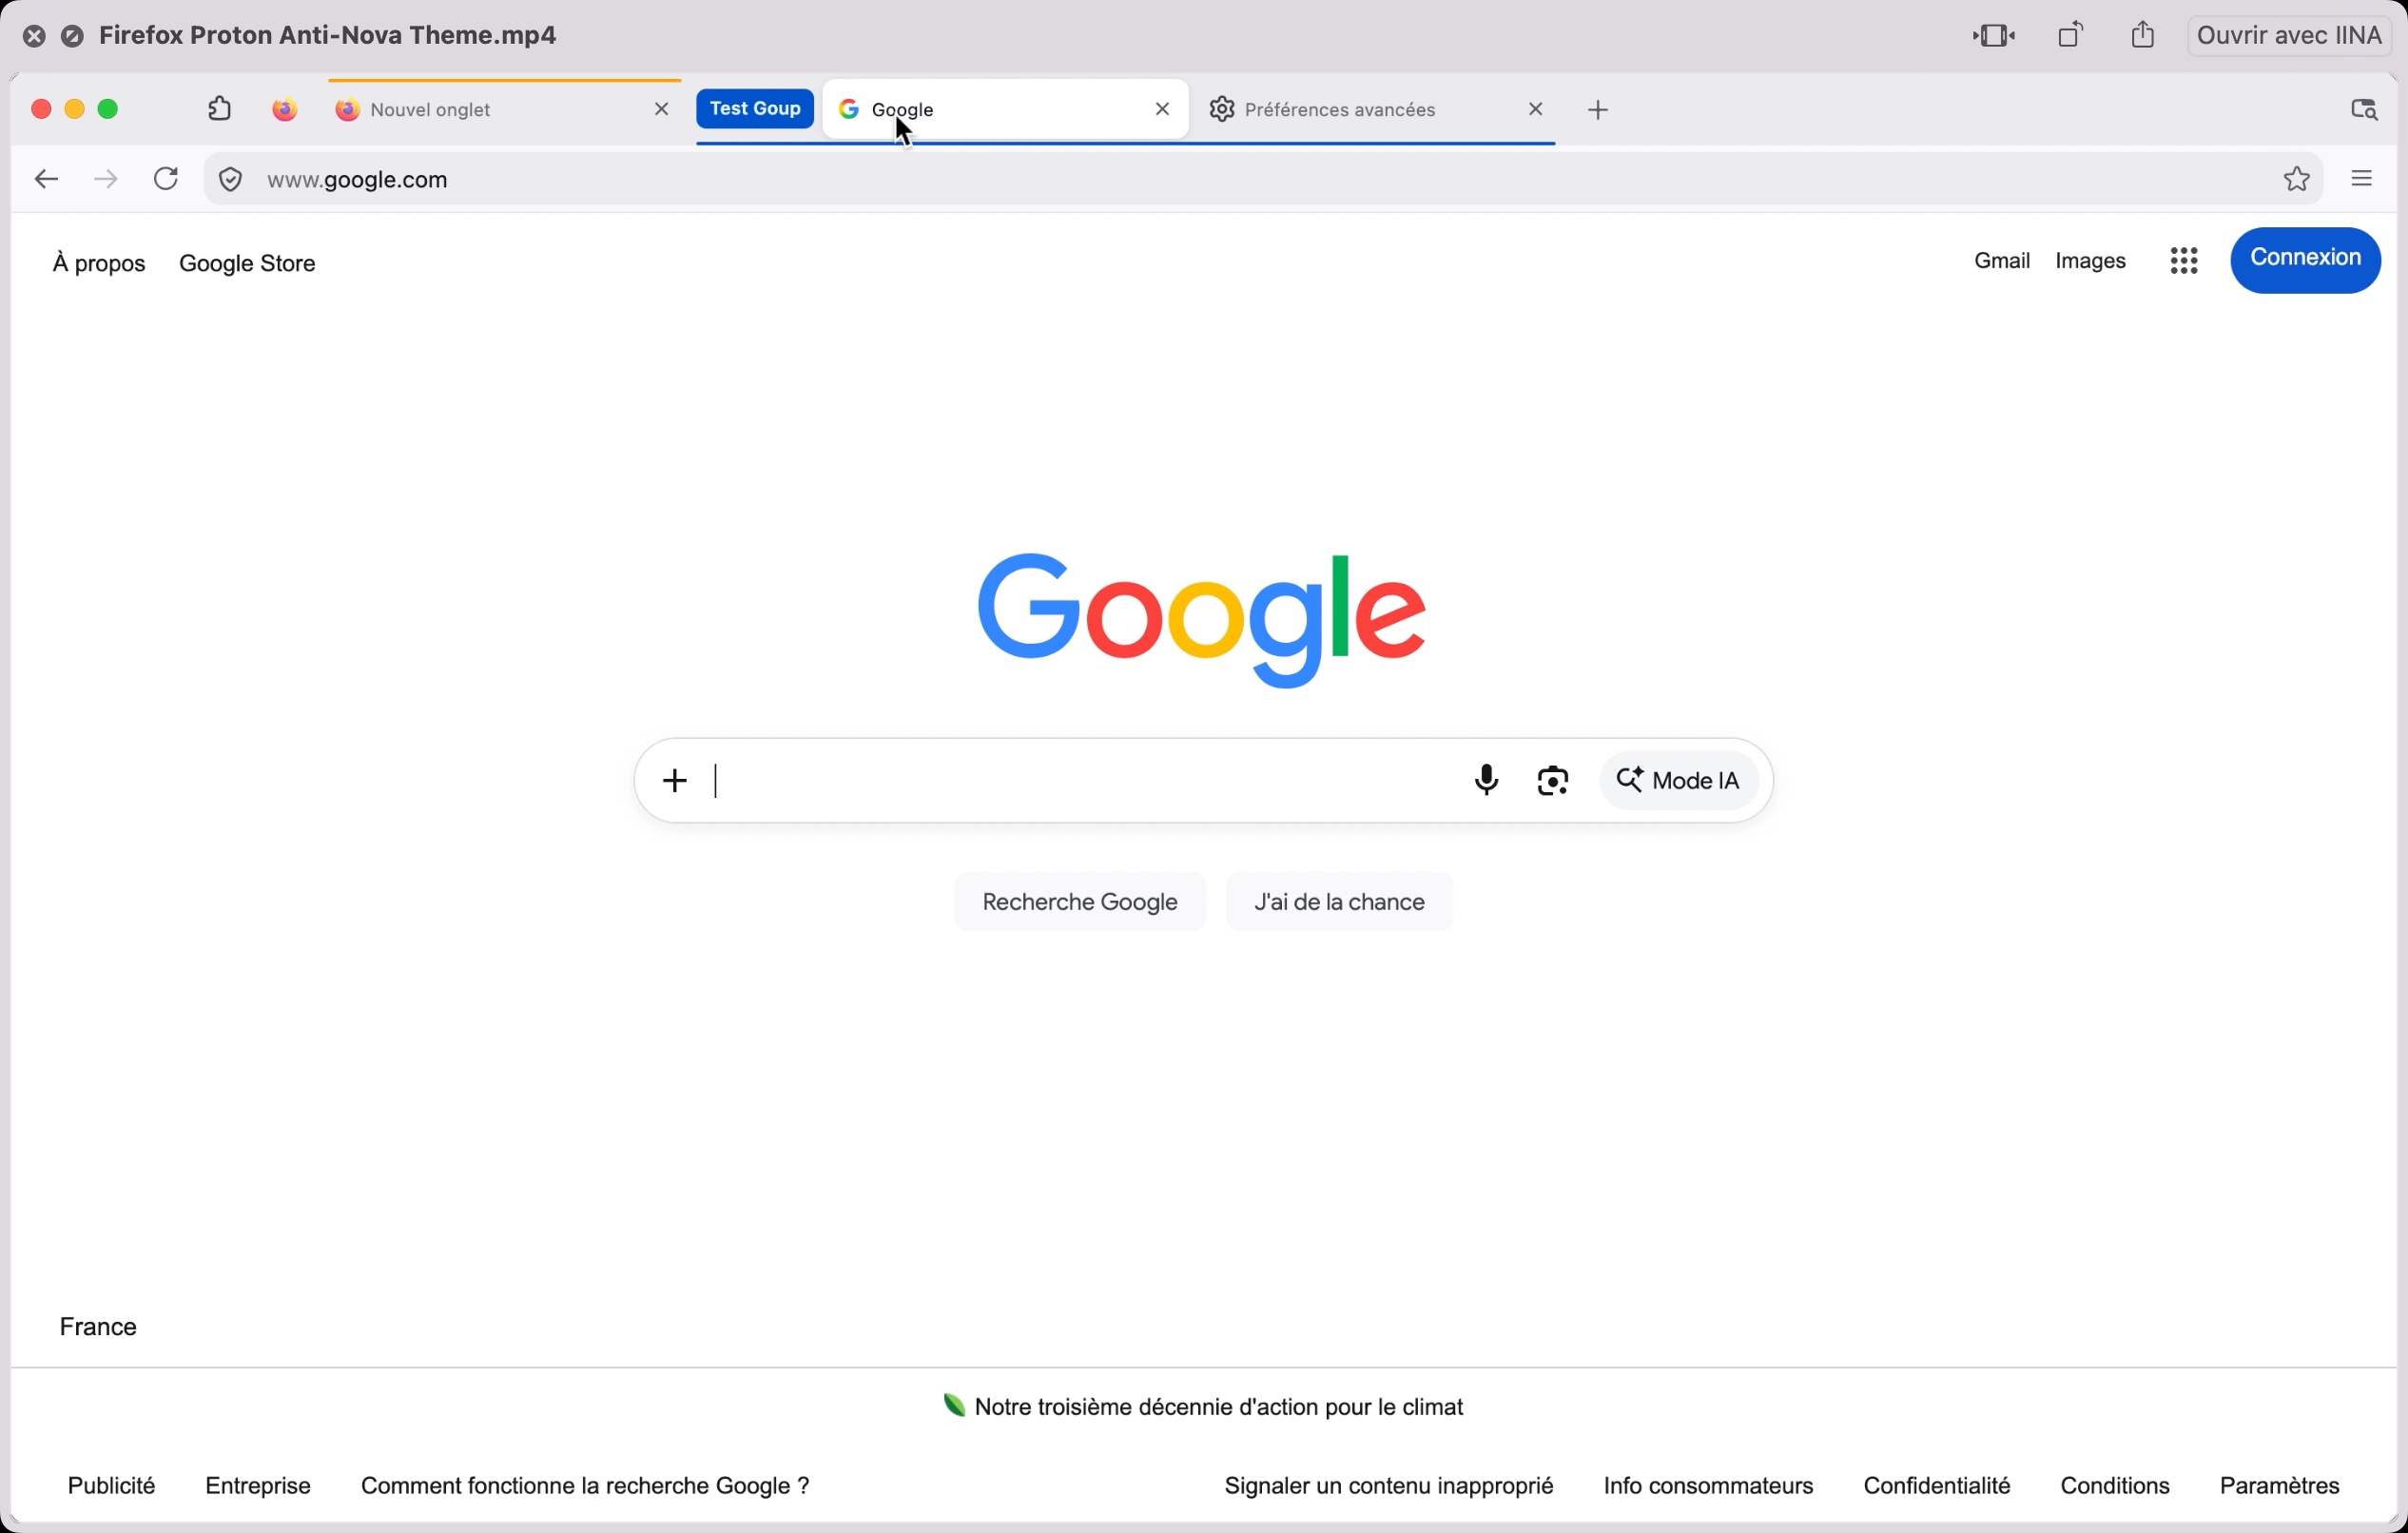 Firefox Proton Anti-Nova Theme.mp4
Ouvrir avec IINA
Nouvel onglet
Test Goup
Google
Préférences avancées
www.google.com
À propos
Google Store
Gmail
Images
Connexion
Google
Mode IA
Recherche Google
J'ai de la chance
France
Notre troisième décennie d'action pour le climat
Publicité
Entreprise
Comment fonctionne la recherche Google ?
Signaler un contenu inapproprié
Info consommateurs
Confidentialité
Conditions
Paramètres